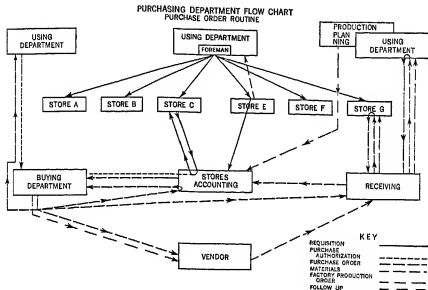 PURCHASING DEPARTMENT FLOW CHART
PURCHASE ORDER ROUTINE
USING
DEPARTMENT
USING DEPARTMENT
FOREMAN
PRODUCTION
PLAN
NING
USING
DEPARTMENT
STORE A
STORE B
STORE C
STORE E
STORE F
STORE G
BUYING
DEPARTMENT
STORES
ACCOUNTING
RECEIVING
VENDOR
KEY
REQUISITION
PURCHASE
AUTHORIZATION
PURCHASE ORDER
MATERIALS
FACTORY PRODUCTION
ORDER
FOLLOW UP